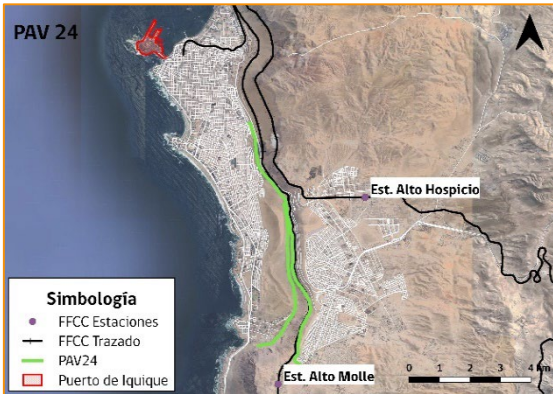 PAV 24
Est. Alto Hospicio
Simbología
FFCC Estaciones
FFCC Trazado
PAV24
Puerto de Iquique
Est. Alto Molle
0 1 2 3 4 km